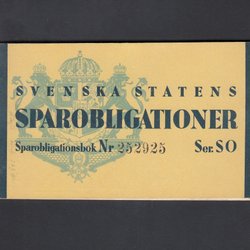 SVENSKA STATENS
SPAROBLIGATIONER
Sparobligationsbok Nr 252925 Ser. SO